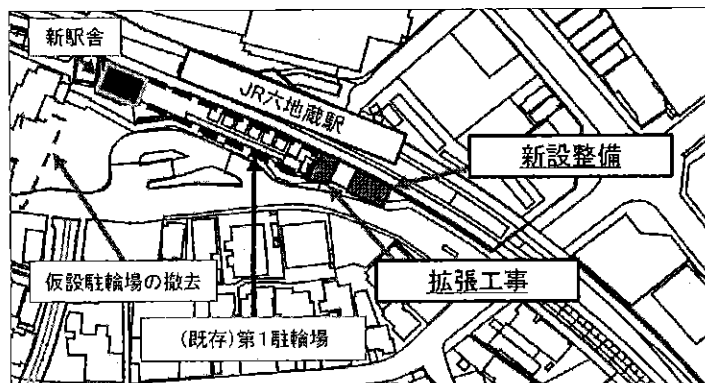 新駅舎
JR六地蔵駅
新設整備
仮設駐輪場の撤去
拡張工事
(既存)第1駐輪場